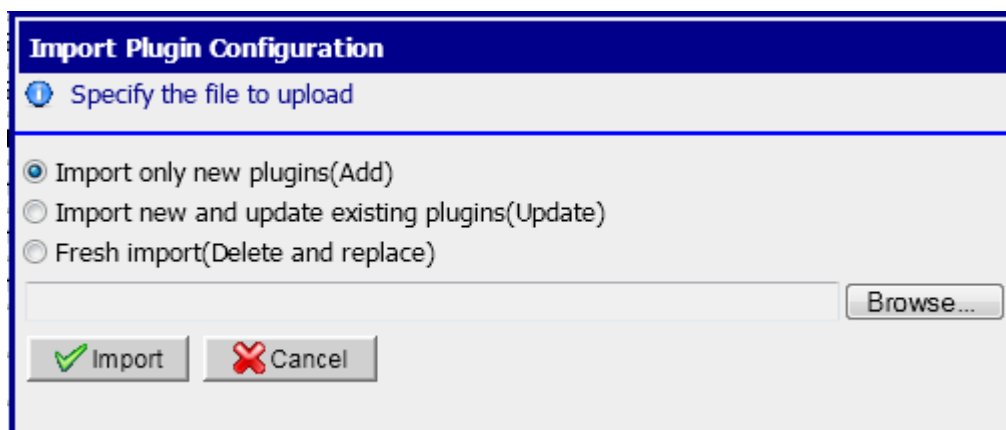 Import Plugin Configuration
Specify the file to upload
Import only new plugins(Add)
Import new and update existing plugins(Update)
Fresh import(Delete and replace)
Browse...
Import Cancel